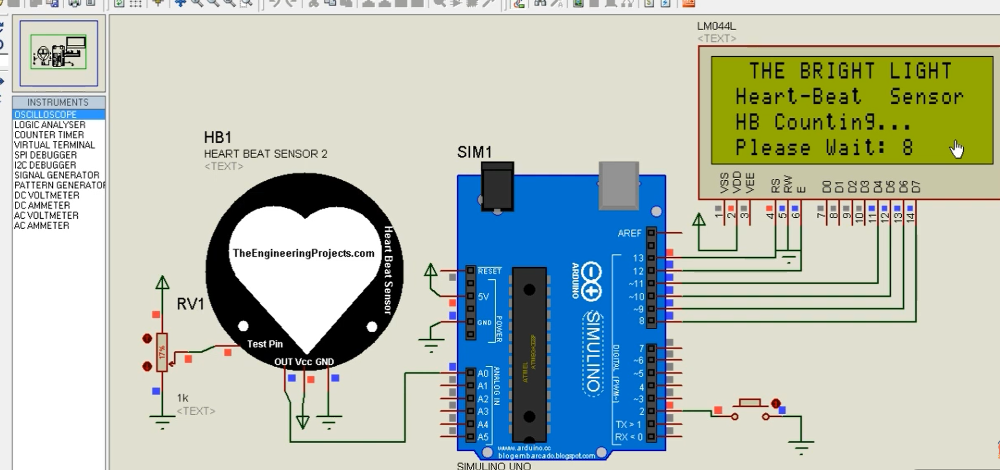 INSTRUMENTS
OSCILLOSCOPE
LOGIC ANALYSER
COUNTER TIMER
VIRTUAL TERMINAL
SPI DEBUGGER
I2C DEBUGGER
SIGNAL GENERATOR
PATTERN GENERATOR
DC VOLTMETER
DC AMMETER
AC VOLTMETER
AC AMMETER
HB1
HEART BEAT SENSOR 2
<TEXT>
TheEngineeringProjects.com
Heart Beat Sensor
Test Pin
OUT Vcc GND
RV1
17%
1k
<TEXT>
SIM1
RESET
5V
GND
POWER
A0
A1
A2
A3
A4
A5
ANALOG IN
ATMEL
ATMEGA328P
ARDUINO
SIMULINO
AREF
13
12
~11
~10
~9
8
7
~6
~5
4
~3
2
TX > 1
RX < 0
DIGITAL (PWM~)
www.arduino.cc
blogembarcado.blogspot.com
SIMULINO UNO
LM044L
<TEXT>
THE BRIGHT LIGHT
Heart-Beat  Sensor
HB Counting...
Please Wait: 8
VSS VDD VEE RS RW E D0 D1 D2 D3 D4 D5 D6 D7
1 2 3 4 5 6 7 8 9 10 11 12 13 14